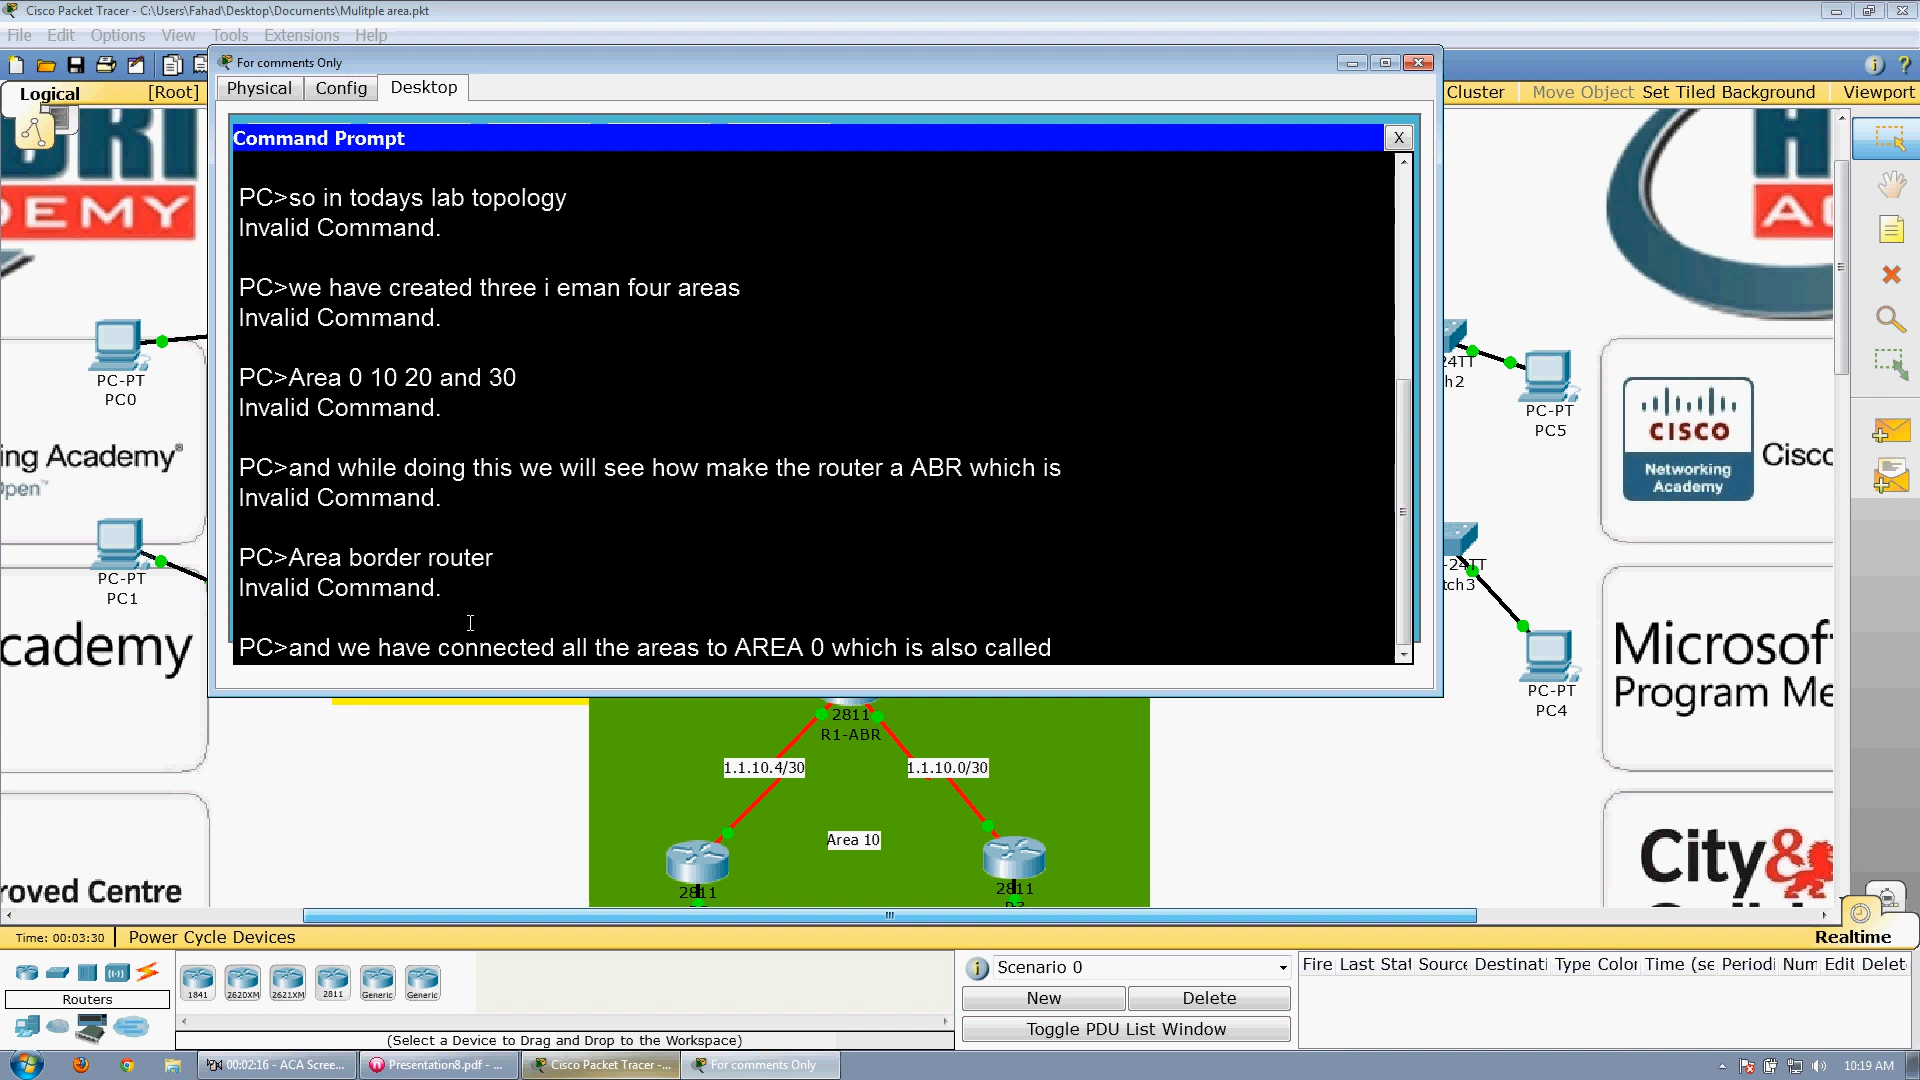 Cisco Packet Tracer - C:\Users\Fahad\Desktop\Documents\Mulitple area.pkt
File Edit Options View Tools Extensions Help
For comments Only
Physical Config Desktop
Logical [Root] Cluster Move Object Set Tiled Background Viewport
Command Prompt X
PC>so in todays lab topology
Invalid Command.
PC>we have created three i eman four areas
Invalid Command.
PC>Area 0 10 20 and 30
Invalid Command.
PC>and while doing this we will see how make the router a ABR which is
Invalid Command.
PC>Area border router
Invalid Command.
PC>and we have connected all the areas to AREA 0 which is also called
EMY
PC-PT
PC0
ing Academy®
Open™
PC-PT
PC1
cademy
roved Centre
24TT
h2
PC-PT
PC5
-24TT
tch3
PC-PT
PC4
A
CISCO
Networking
Academy
Cisco
Microsof
Program Me
City&
2811
R1-ABR
1.1.10.4/30 1.1.10.0/30
Area 10
2811 2811
Time: 00:03:30 Power Cycle Devices Realtime
Routers
1841 2620XM 2621XM 2811 Generic Generic
(Select a Device to Drag and Drop to the Workspace)
Scenario 0
New Delete
Toggle PDU List Window
Fire Last Stat Source Destinati Type Color Time (se Periodi Num Edit Delet
00:02:16 - ACA Scree... Presentation8.pdf - ... Cisco Packet Tracer -... For comments Only 10:19 AM